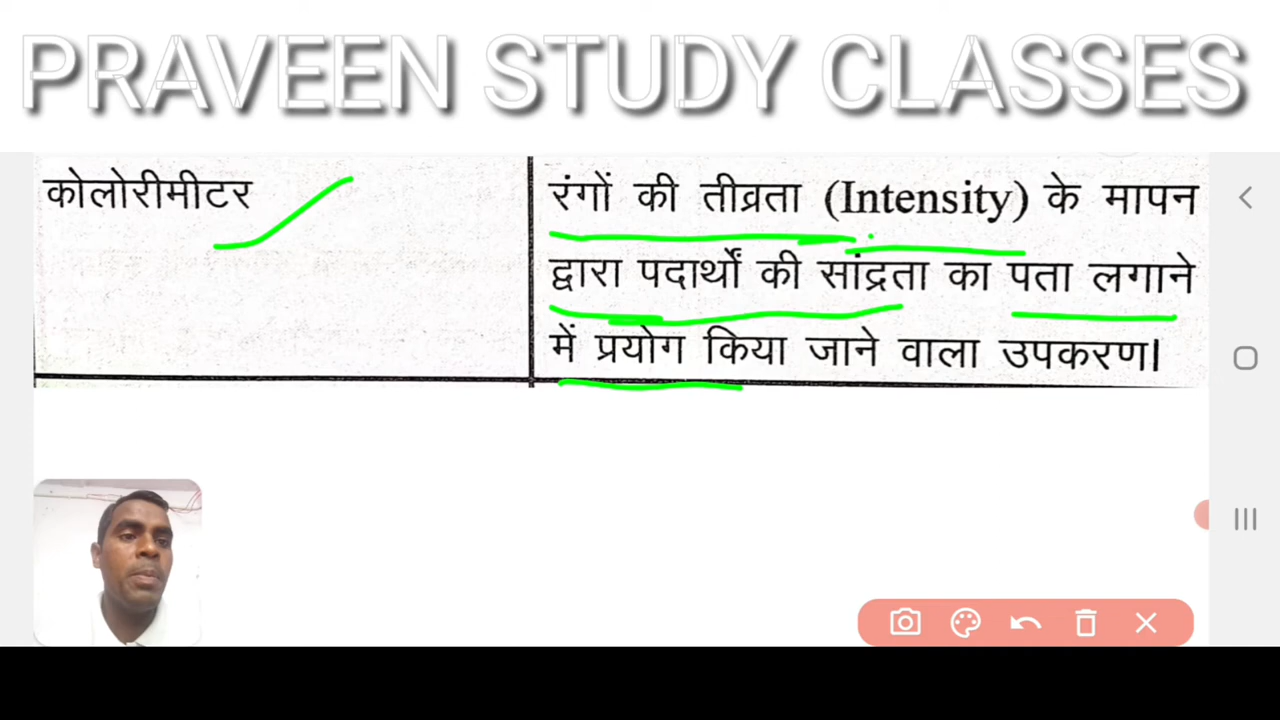 PRAVEEN STUDY CLASSES
कोलोरीमीटर
रंगों की तीव्रता (Intensity) के मापन
द्वारा पदार्थों की सांद्रता का पता लगाने
में प्रयोग किया जाने वाला उपकरण।